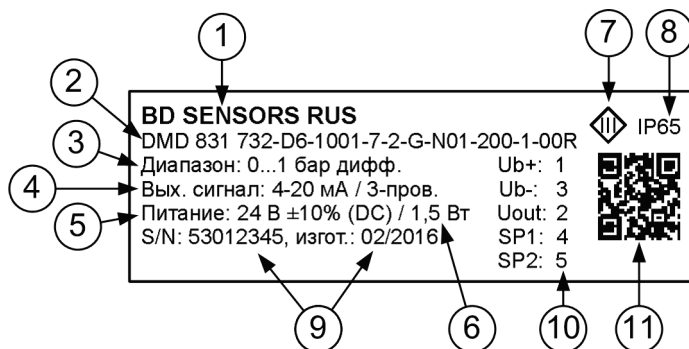 1
7
8
2
BD SENSORS RUS
IP65
DMD 831 732-D6-1001-7-2-G-N01-200-1-00R
3
Диапазон: 0...1 бар дифф.
Ub+: 1
4
Вых. сигнал: 4-20 мА / 3-пров.
Ub-: 3
5
Питание: 24 В ±10% (DC) / 1,5 Вт
Uout: 2
S/N: 53012345, изгот.: 02/2016
SP1: 4
SP2: 5
9
6
10
11